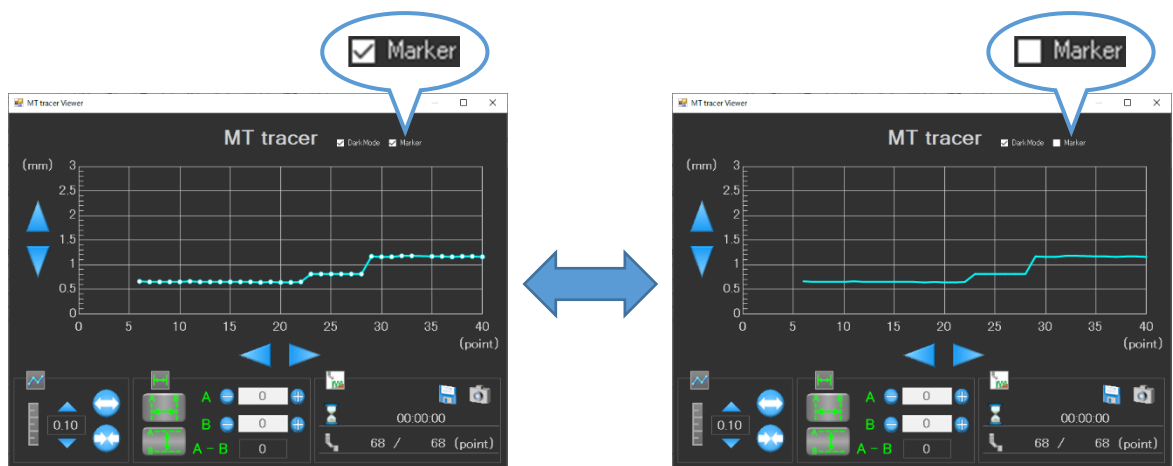 Marker
MT tracer Viewer
MT tracer DarkMode Marker
(mm)
3
2.5
2
1.5
1
0.5
0
0 5 10 15 20 25 30 35 40
(point)
0.10
A 0
B 0
A - B 0
00:00:00
68 / 68 (point)
Marker
MT tracer Viewer
MT tracer DarkMode Marker
(mm)
3
2.5
2
1.5
1
0.5
0
0 5 10 15 20 25 30 35 40
(point)
0.10
A 0
B 0
A - B 0
00:00:00
68 / 68 (point)